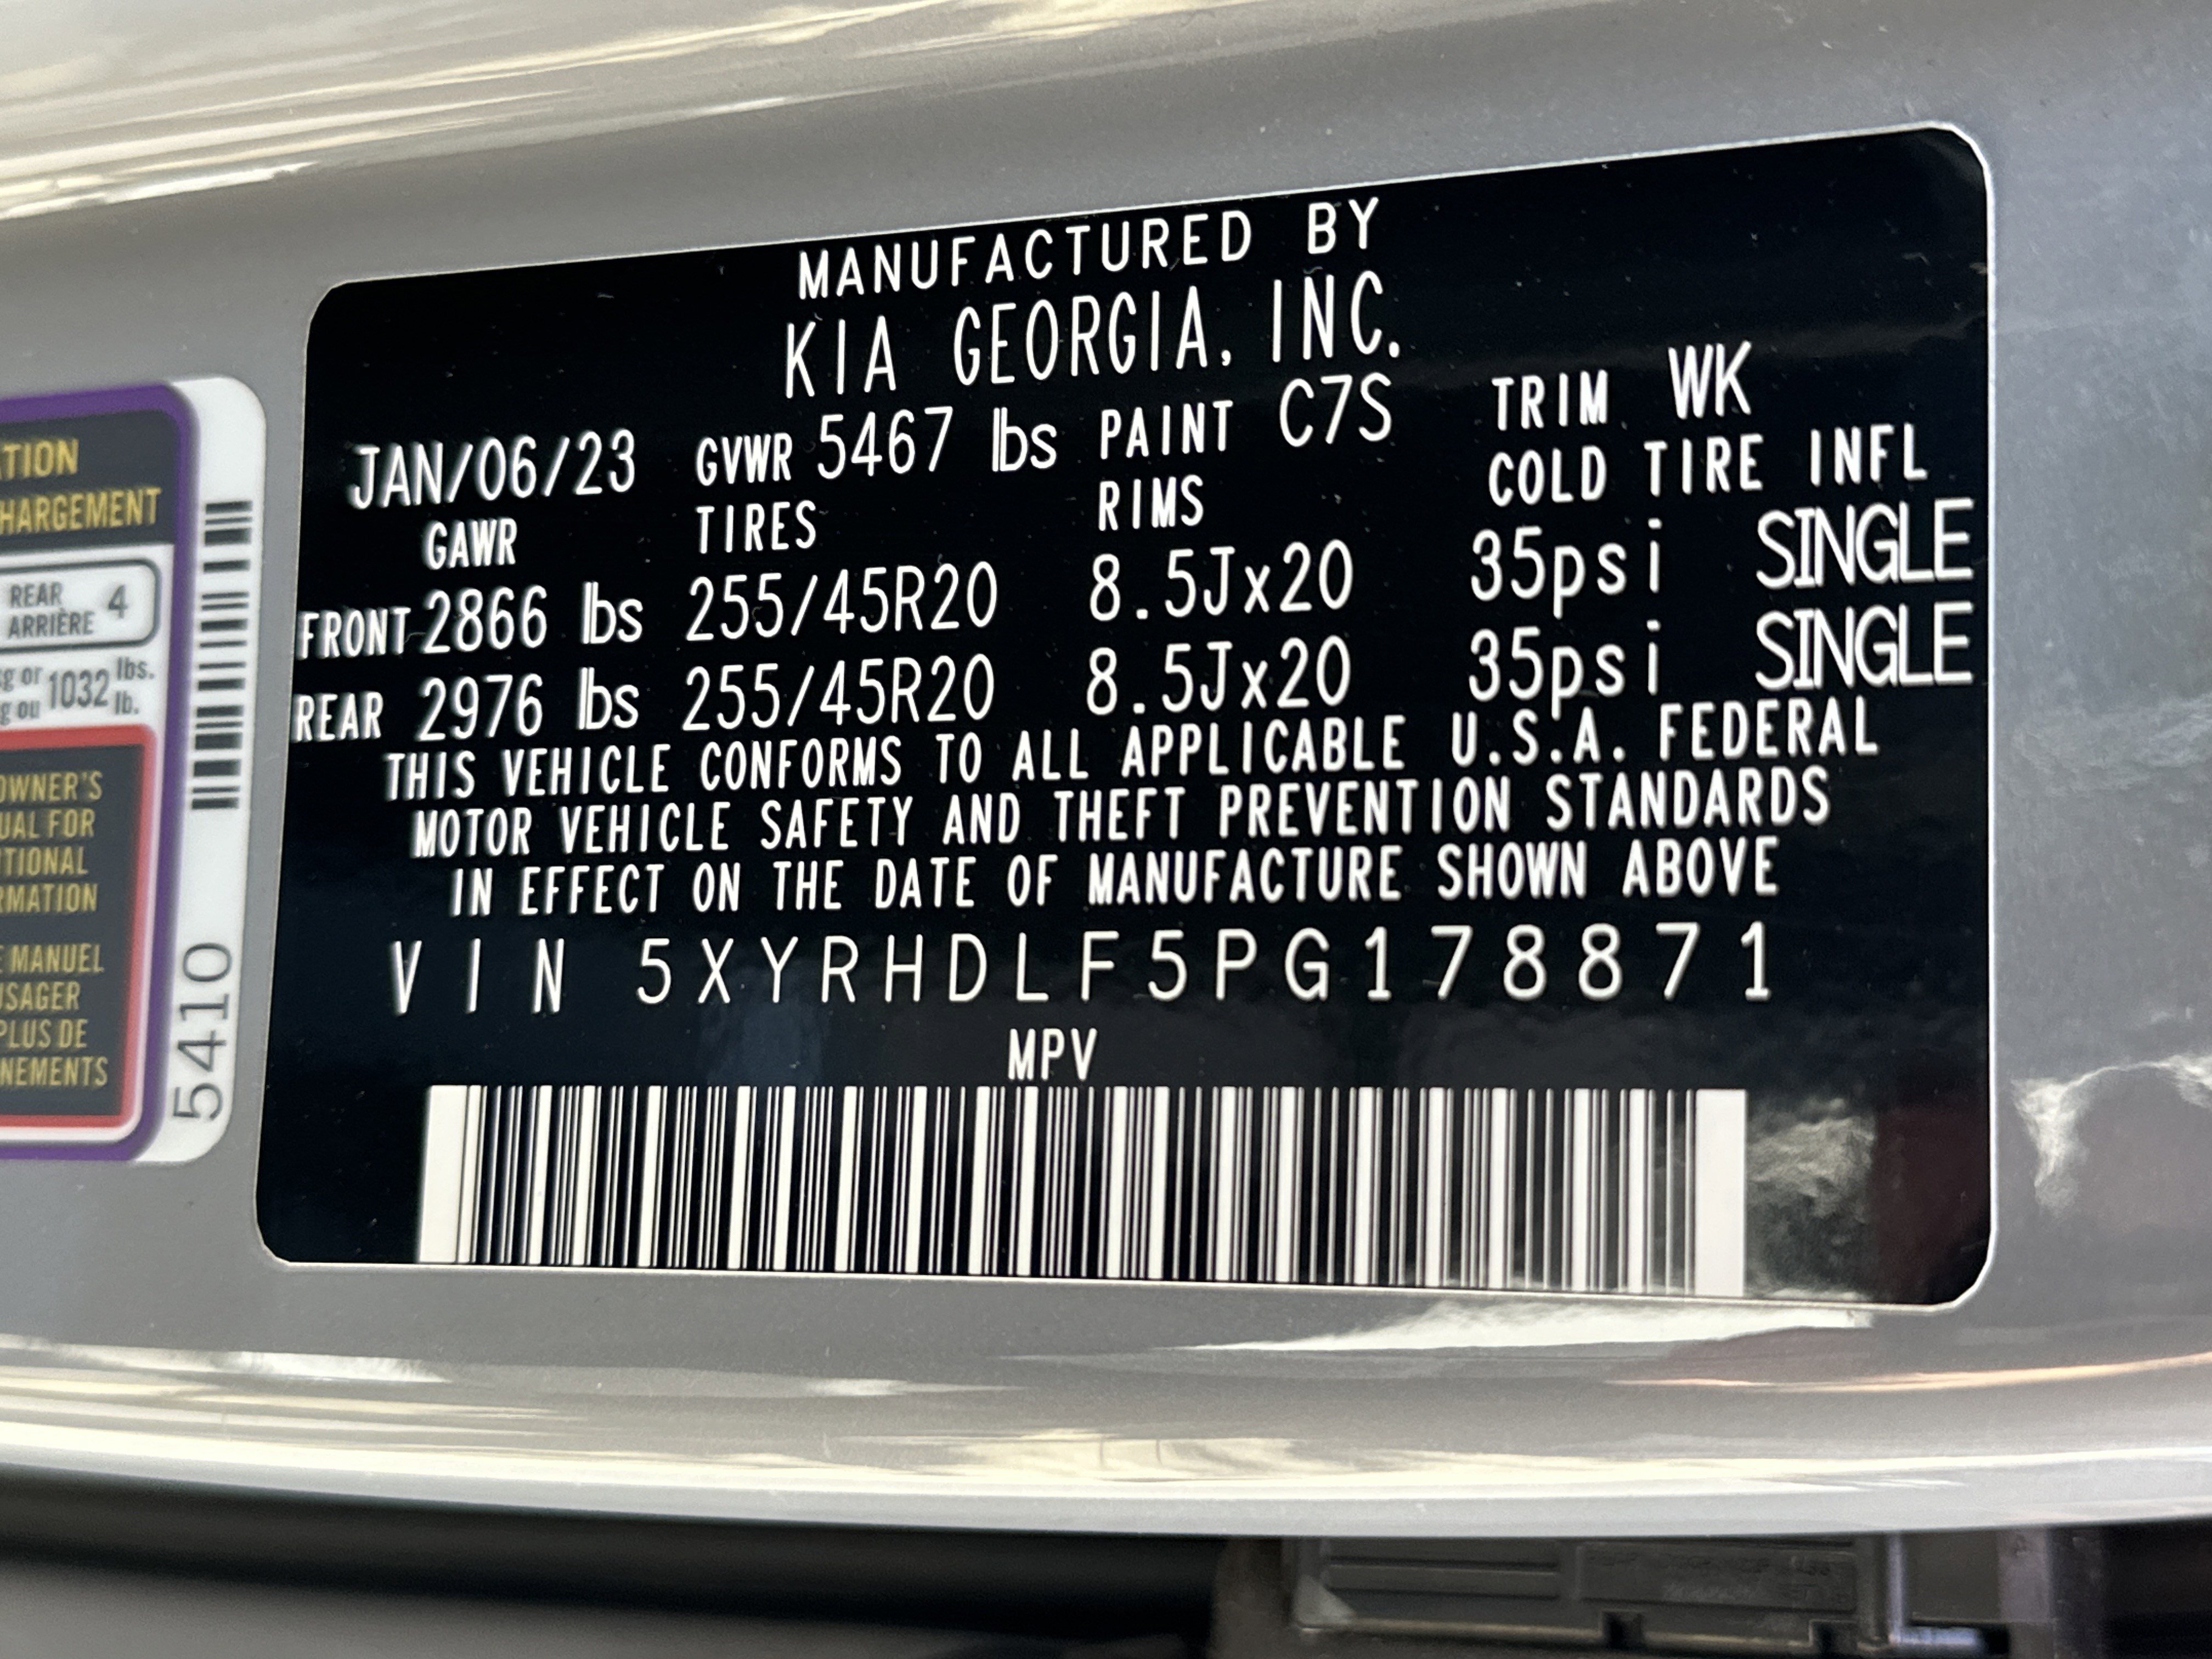 MANUFACTURED BY
KIA GEORGIA, INC.
JAN/06/23 GVWR 5467 lbs PAINT C7S TRIM WK
GAWR TIRES RIMS COLD TIRE INFL
FRONT 2866 lbs 255/45R20 8.5Jx20 35psi SINGLE
REAR 2976 lbs 255/45R20 8.5Jx20 35psi SINGLE
THIS VEHICLE CONFORMS TO ALL APPLICABLE U.S.A. FEDERAL
MOTOR VEHICLE SAFETY AND THEFT PREVENTION STANDARDS
IN EFFECT ON THE DATE OF MANUFACTURE SHOWN ABOVE
VIN 5XYRHDLF5PG178871
MPV
TION
HARGEMENT
REAR
ARRIÈRE 4
g or 1032 lbs.
g ou lb.
OWNER'S
UAL FOR
TIONAL
RMATION
E MANUEL
USAGER
PLUS DE
NEMENTS
5410